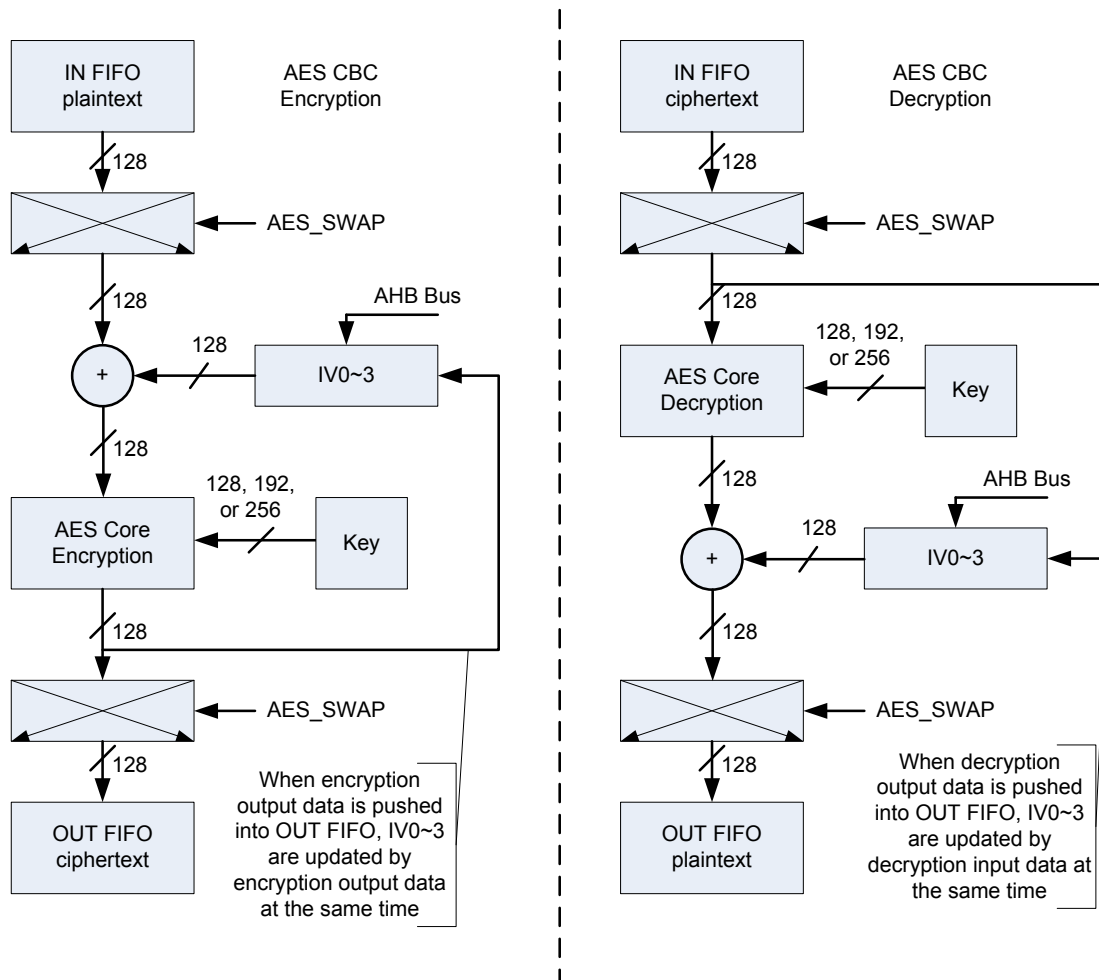 IN FIFO
plaintext
AES CBC
Encryption
128
AES_SWAP
128
AHB Bus
128
IV0~3
+
128
128, 192,
or 256
AES Core
Encryption
Key
128
AES_SWAP
128
When encryption
output data is pushed
into OUT FIFO, IV0~3
are updated by
encryption output data
at the same time
OUT FIFO
ciphertext
IN FIFO
ciphertext
AES CBC
Decryption
128
AES_SWAP
128
128, 192,
or 256
AES Core
Decryption
Key
128
AHB Bus
128
IV0~3
+
128
AES_SWAP
128
When decryption
output data is pushed
into OUT FIFO, IV0~3
are updated by
decryption input data at
the same time
OUT FIFO
plaintext